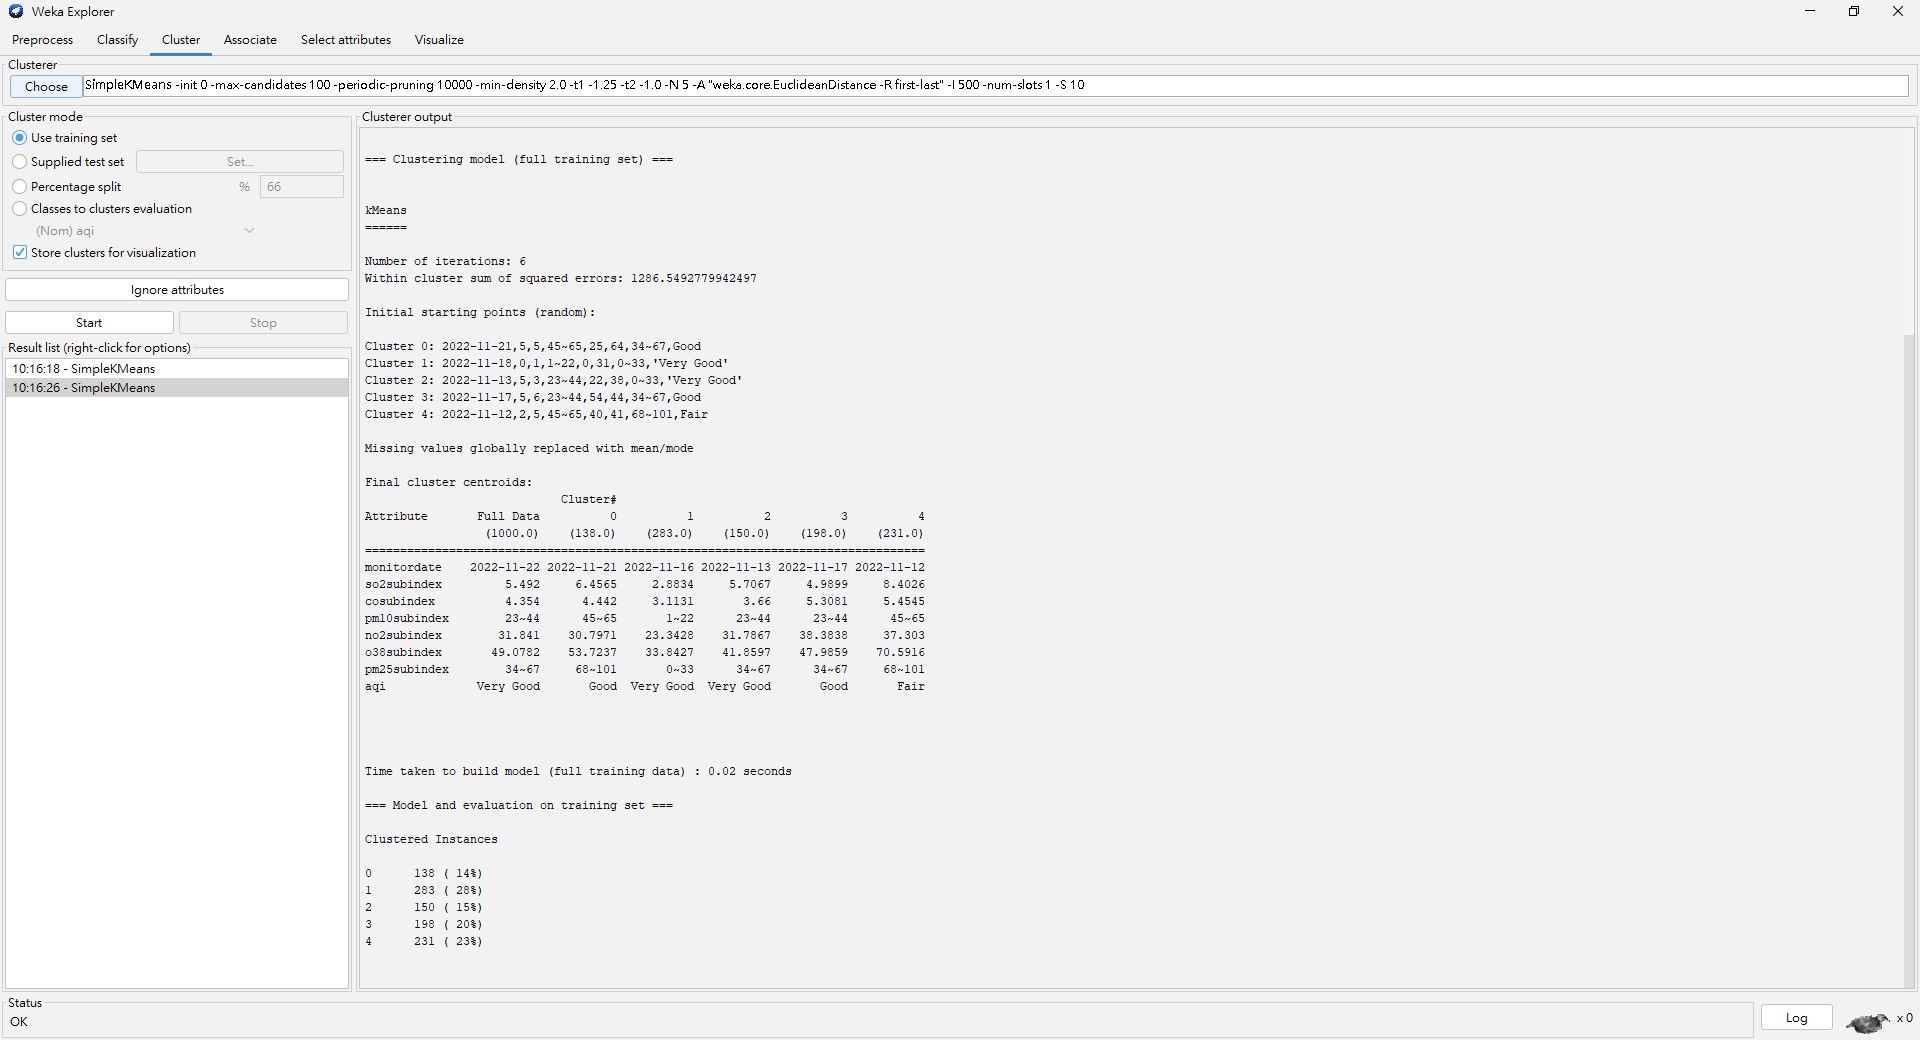 Weka Explorer
Preprocess Classify Cluster Associate Select attributes Visualize
Clusterer
Choose SimpleKMeans -init 0 -max-candidates 100 -periodic-pruning 10000 -min-density 2.0 -t1 -1.25 -t2 -1.0 -N 5 -A "weka.core.EuclideanDistance -R first-last" -I 500 -num-slots 1 -S 10
Cluster mode
Use training set
Supplied test set Set...
Percentage split % 66
Classes to clusters evaluation
(Nom) aqi
Store clusters for visualization
Ignore attributes
Start Stop
Result list (right-click for options)
10:16:18 - SimpleKMeans
10:16:26 - SimpleKMeans
Clusterer output
=== Clustering model (full training set) ===
kMeans
======
Number of iterations: 6
Within cluster sum of squared errors: 1286.5492779942497
Initial starting points (random):
Cluster 0: 2022-11-21,5,5,45~65,25,64,34~67,Good
Cluster 1: 2022-11-18,0,1,1~22,0,31,0~33,'Very Good'
Cluster 2: 2022-11-13,5,3,23~44,22,38,0~33,'Very Good'
Cluster 3: 2022-11-17,5,6,23~44,54,44,34~67,Good
Cluster 4: 2022-11-12,2,5,45~65,40,41,68~101,Fair
Missing values globally replaced with mean/mode
Final cluster centroids:
Cluster#
Attribute Full Data 0 1 2 3 4
(1000.0) (138.0) (283.0) (150.0) (198.0) (231.0)
================================================================================
monitordate 2022-11-22 2022-11-21 2022-11-16 2022-11-13 2022-11-17 2022-11-12
so2subindex 5.492 6.4565 2.8834 5.7067 4.9899 8.4026
cosubindex 4.354 4.442 3.1131 3.66 5.3081 5.4545
pm10subindex 23~44 45~65 1~22 23~44 23~44 45~65
no2subindex 31.841 30.7971 23.3428 31.7867 38.3838 37.303
o38subindex 49.0782 53.7237 33.8427 41.8597 47.9859 70.5916
pm25subindex 34~67 68~101 0~33 34~67 34~67 68~101
aqi Very Good Good Very Good Very Good Good Fair
Time taken to build model (full training data) : 0.02 seconds
=== Model and evaluation on training set ===
Clustered Instances
0 138 ( 14%)
1 283 ( 28%)
2 150 ( 15%)
3 198 ( 20%)
4 231 ( 23%)
Status
OK
Log x 0